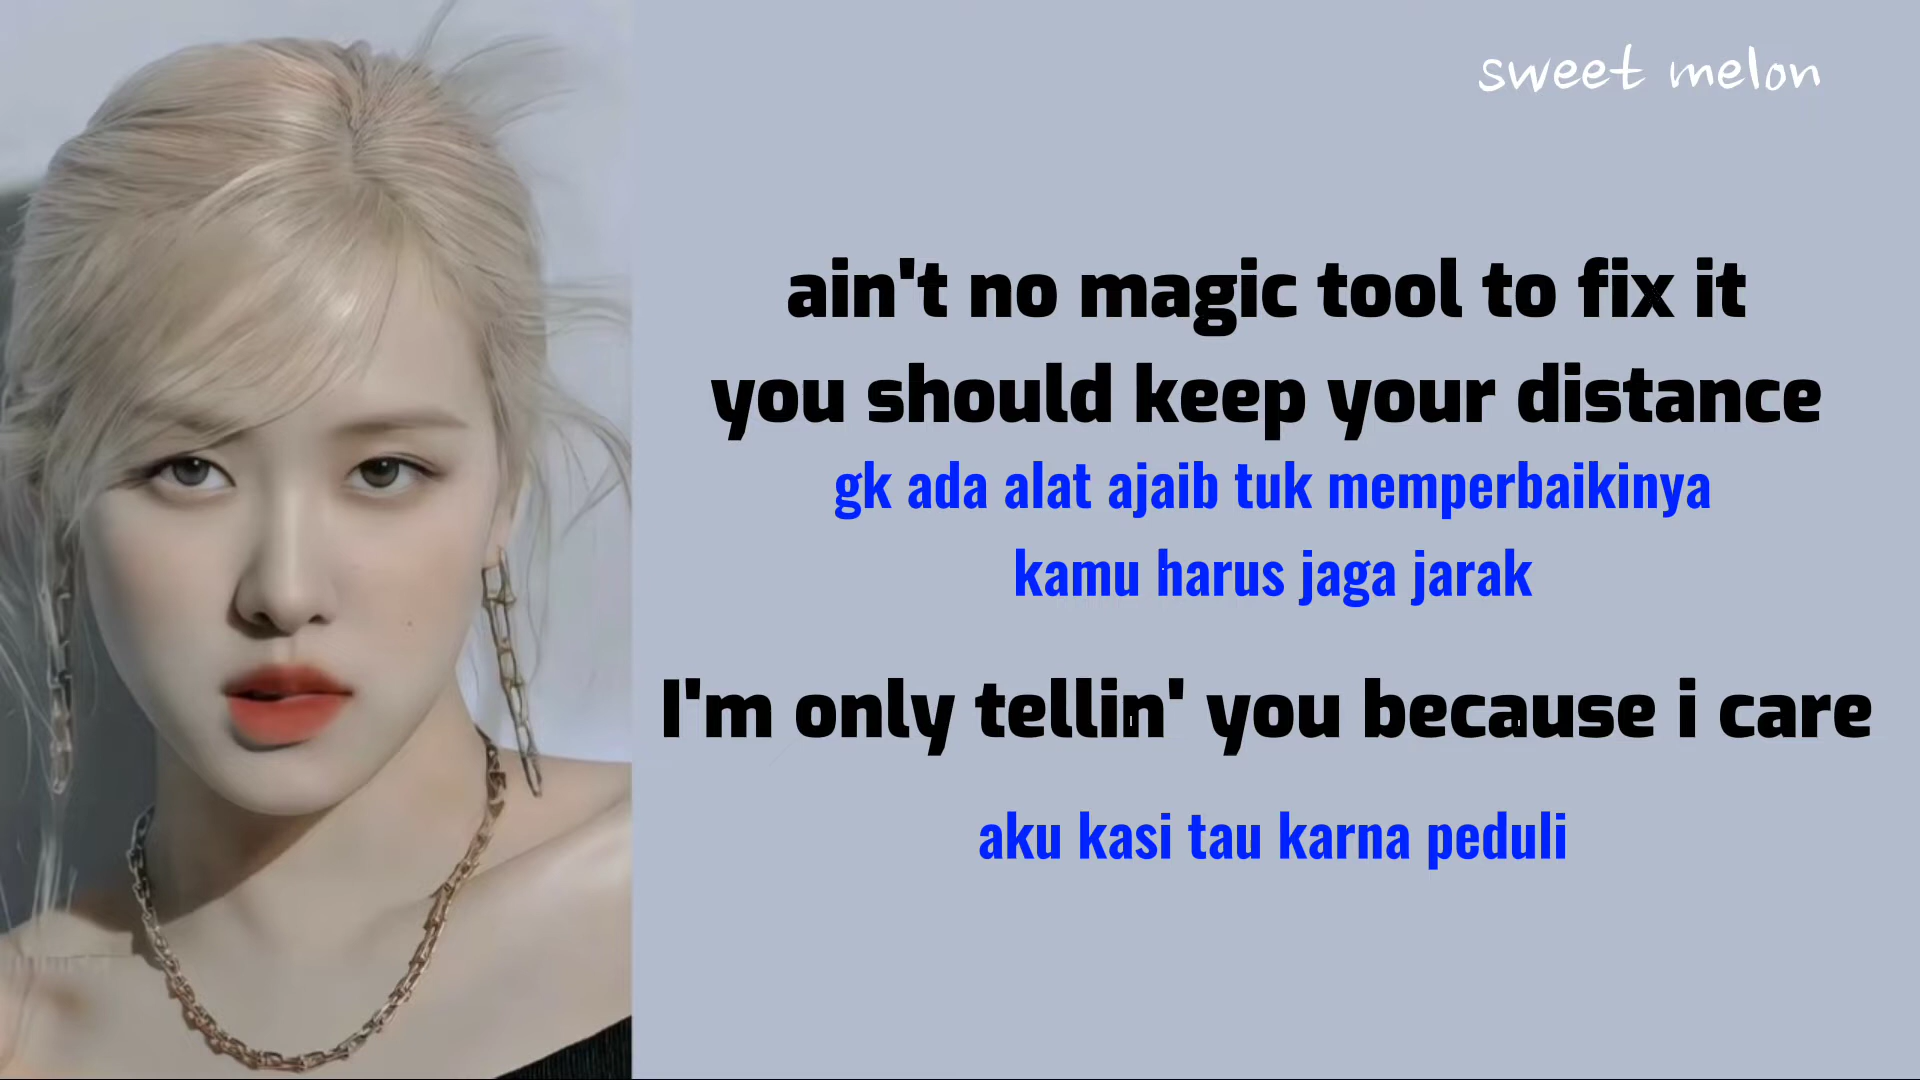 sweet melon
ain't no magic tool to fix it
you should keep your distance
gk ada alat ajaib tuk memperbaikinya
kamu harus jaga jarak
I'm only tellin' you because i care
aku kasi tau karna peduli